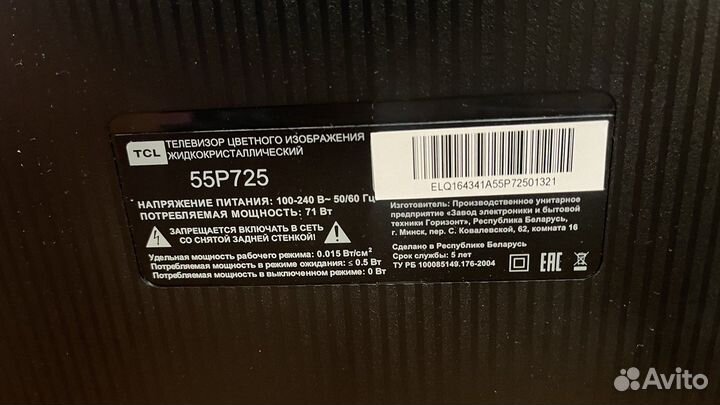 TCL
ТЕЛЕВИЗОР ЦВЕТНОГО ИЗОБРАЖЕНИЯ
ЖИДКОКРИСТАЛЛИЧЕСКИЙ
55P725
НАПРЯЖЕНИЕ ПИТАНИЯ: 100-240 В~ 50/60 Гц
ПОТРЕБЛЯЕМАЯ МОЩНОСТЬ: 71 Вт
ЗАПРЕЩАЕТСЯ ВКЛЮЧАТЬ В СЕТЬ
СО СНЯТОЙ ЗАДНЕЙ СТЕНКОЙ!
Удельная мощность рабочего режима: 0.015 Вт/см²
Потребляемая мощность в режиме ожидания: ≤ 0.5 Вт
Потребляемая мощность в выключенном режиме: 0 Вт
ELQ164341A55P72501321
Изготовитель: Производственное унитарное
предприятие «Завод электроники и бытовой
техники Горизонт», Республика Беларусь,
г. Минск, пер. С. Ковалевской, 62, комната 16
Сделано в Республике Беларусь
Срок службы: 5 лет
ТУ РБ 100085149.176-2004
EAC
Avito